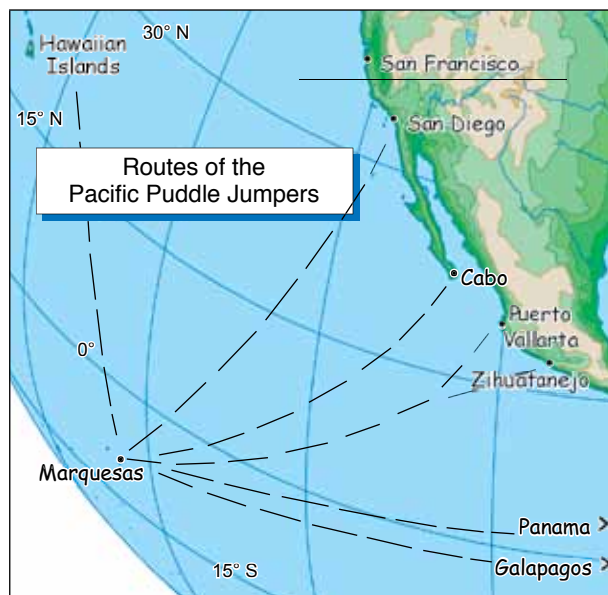 30° N
Hawaiian
Islands
San Francisco
15° N
San Diego
Routes of the
Pacific Puddle Jumpers
Cabo
Puerto
Vallarta
0°
Zihuatanejo
Marquesas
Panama >
Galapagos >
15° S